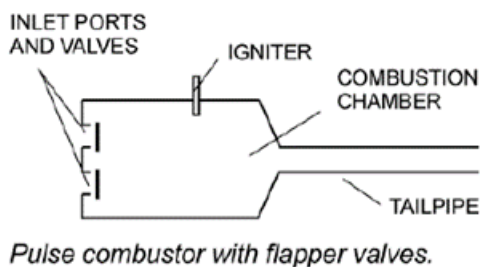 INLET PORTS
AND VALVES
IGNITER
COMBUSTION
CHAMBER
TAILPIPE
Pulse combustor with flapper valves.